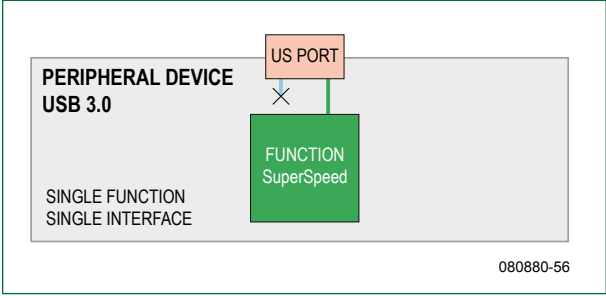 US PORT
PERIPHERAL DEVICE
USB 3.0
FUNCTION
SuperSpeed
SINGLE FUNCTION
SINGLE INTERFACE
080880-56